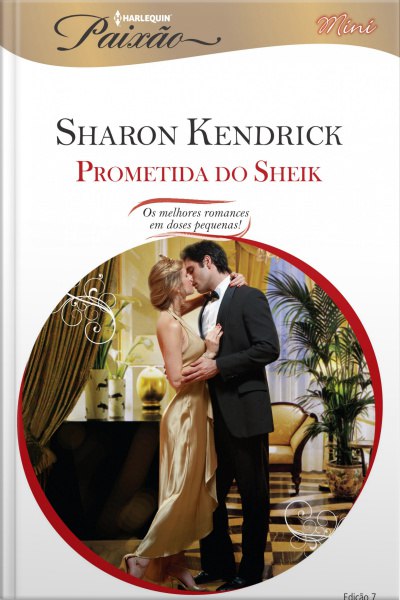 HARLEQUIN
Paixão
Mini
SHARON KENDRICK
PROMETIDA DO SHEIK
Os melhores romances
em doses pequenas!
Edição 7